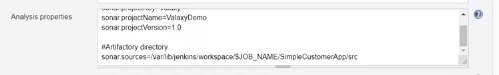 Analysis properties
sonar.projectName=ValaxyDemo
sonar.projectVersion=1.0
#Artifactory directory
sonar.sources=/var/lib/jenkins/workspace/$JOB_NAME/SimpleCustomerApp/src